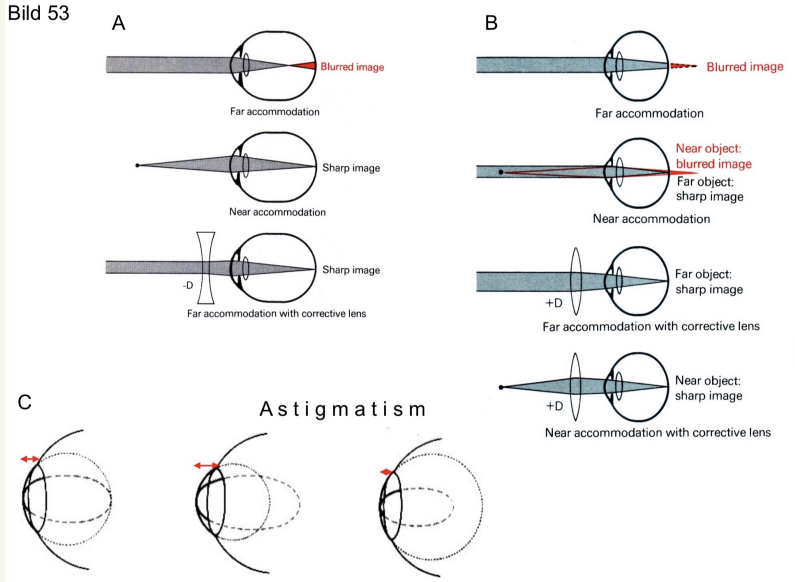 Bild 53
A
Blurred image
Far accommodation
Sharp image
Near accommodation
-D
Sharp image
Far accommodation with corrective lens
B
Blurred image
Far accommodation
Near object:
blurred image
Far object:
sharp image
Near accommodation
+D
Far object:
sharp image
Far accommodation with corrective lens
+D
Near object:
sharp image
Near accommodation with corrective lens
C
Astigmatism